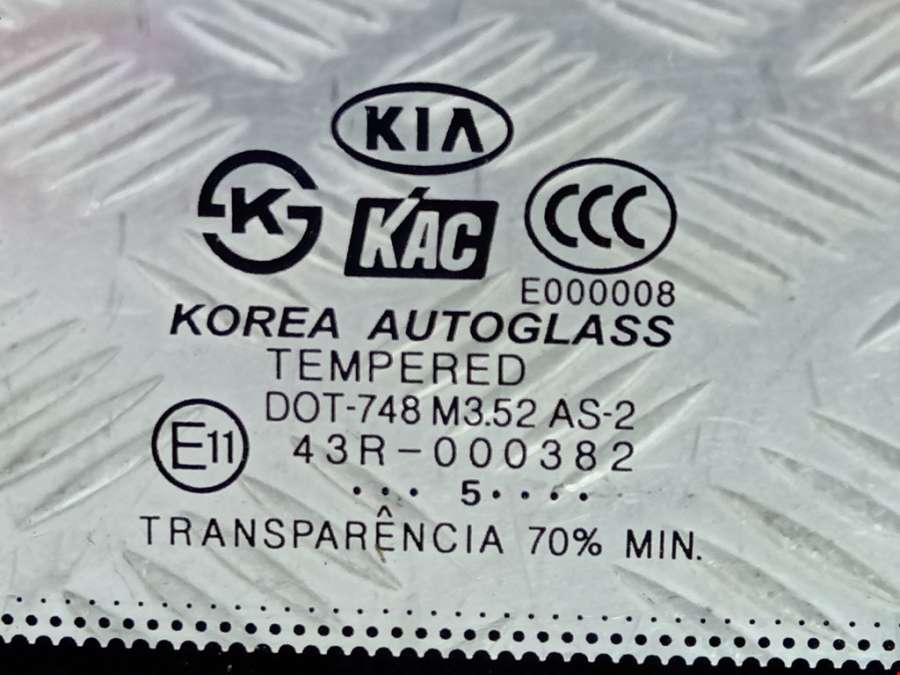 KIA
K KAC CCC
E000008
KOREA AUTOGLASS
TEMPERED
DOT-748 M3.52 AS-2
E11 43R-000382
... 5....
TRANSPARÊNCIA 70% MIN.